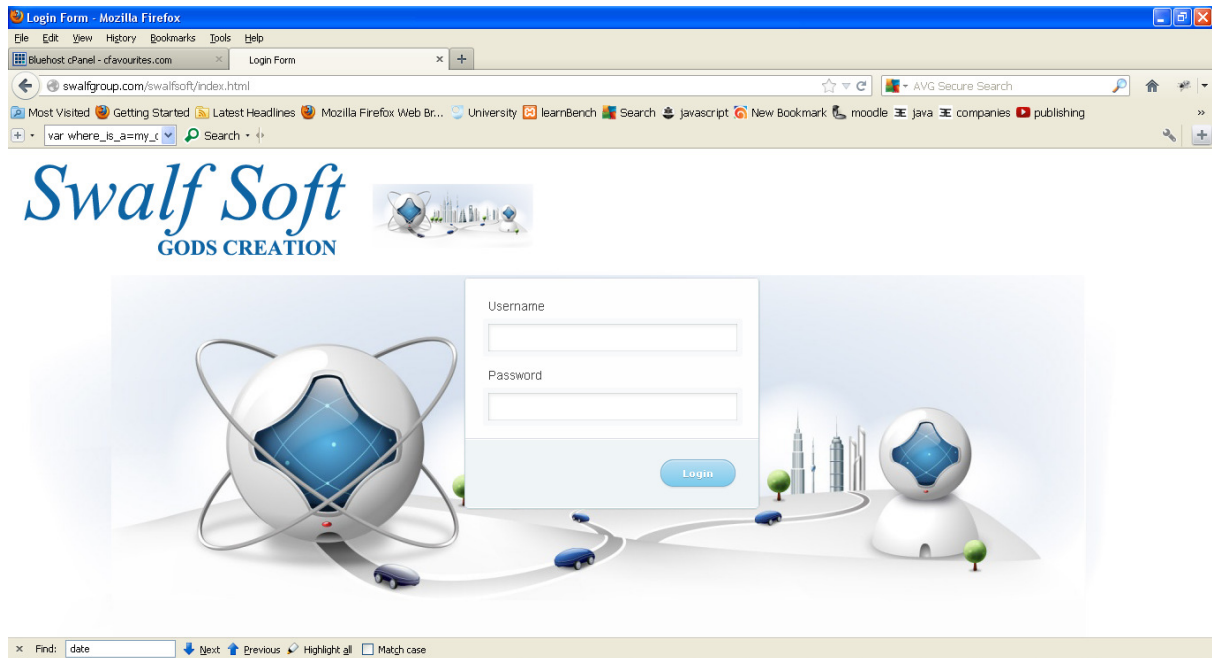 Login Form - Mozilla Firefox
File Edit View History Bookmarks Tools Help
Bluehost cPanel - cfavourites.com × Login Form × +
swalfgroup.com/swalfsoft/index.html AVG Secure Search
Most Visited Getting Started Latest Headlines Mozilla Firefox Web Br... University learnBench Search javascript New Bookmark moodle java companies publishing »
var where_is_a=my_c Search
Swalf Soft
GODS CREATION
Username
Password
Login
× Find: date Next Previous Highlight all Match case